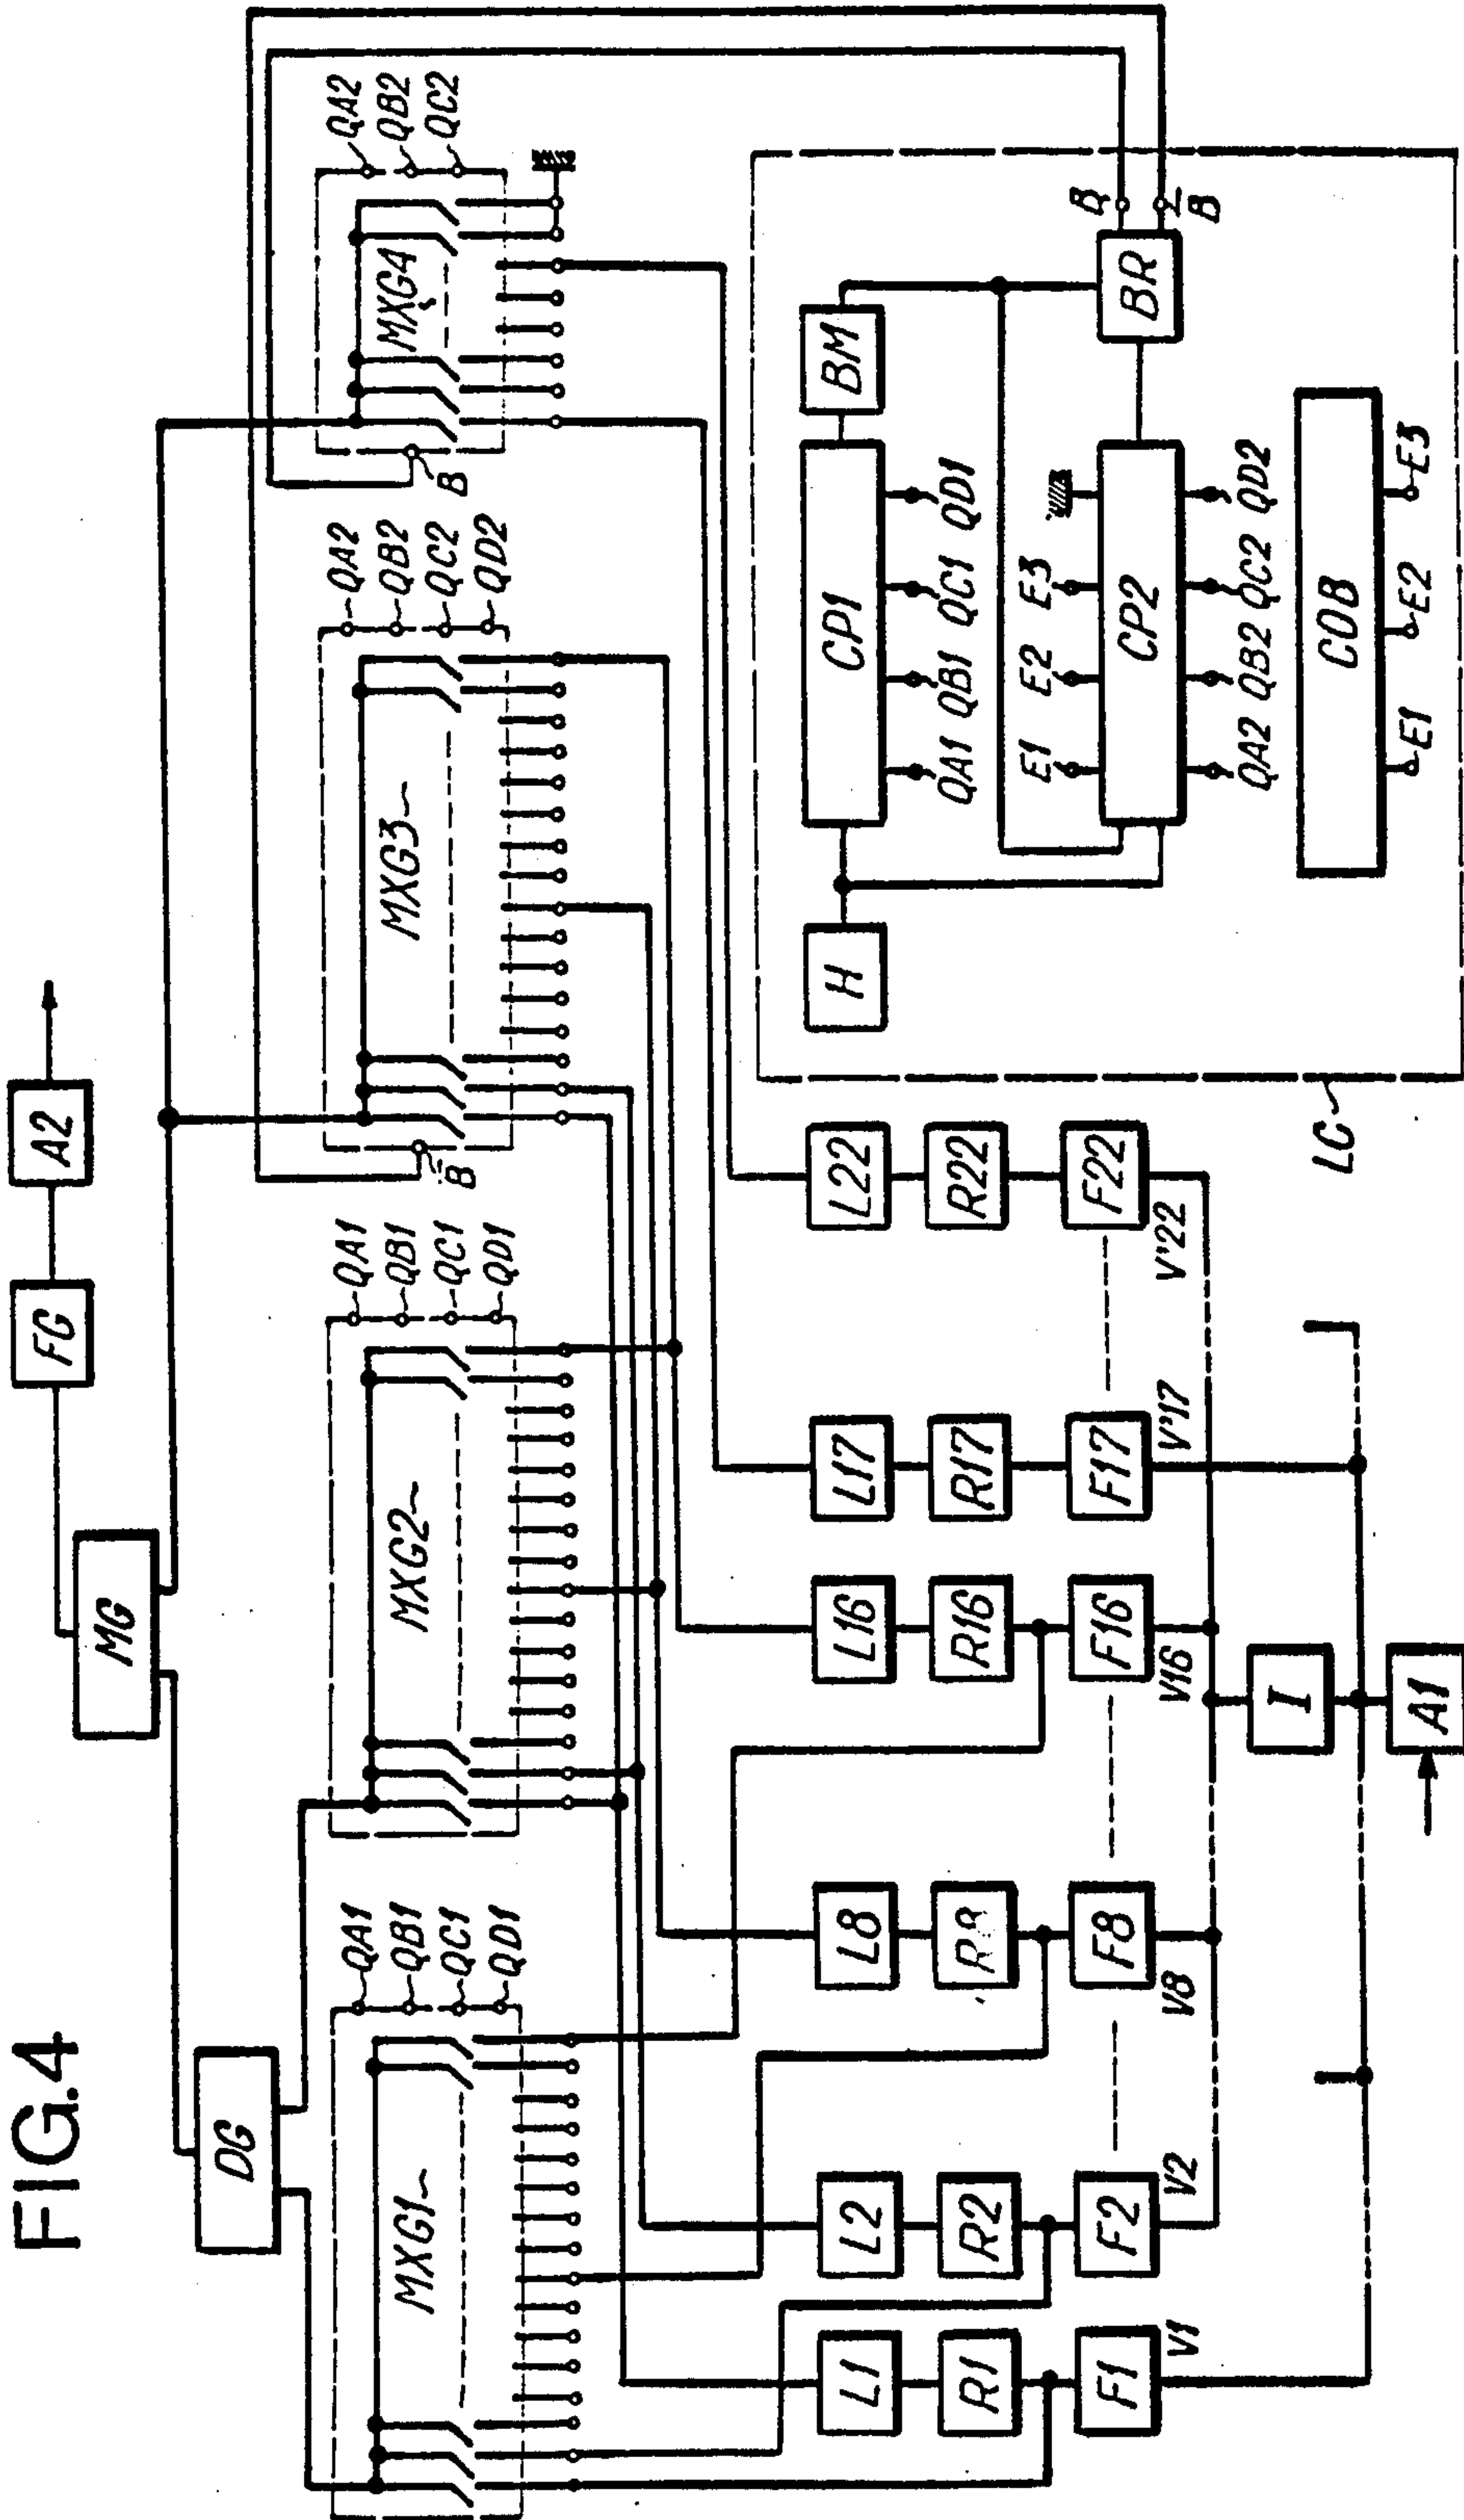 FIG.4
MG
FG
A2
DG
MXG1
QA1
QB1
QC1
QD1
MXG2
QA1
QB1
QC1
QD1
B̄
MXG3
QA2
QB2
QC2
QD2
B
MXG4
QA2
QB2
QC2
L1
L2
L8
L16
L17
L22
R1
R2
R16
R17
R22
F1
F2
F8
F16
F17
F22
V1
V2
V8
V16
V'17
V'22
I
A1
LC
H
CP1
BM
QA1 QB1 QC1 QD1
E1 E2 E3
CP2
BR
B
B̄
QA2 QB2 QC2 QD2
COB
E1 E2 E3